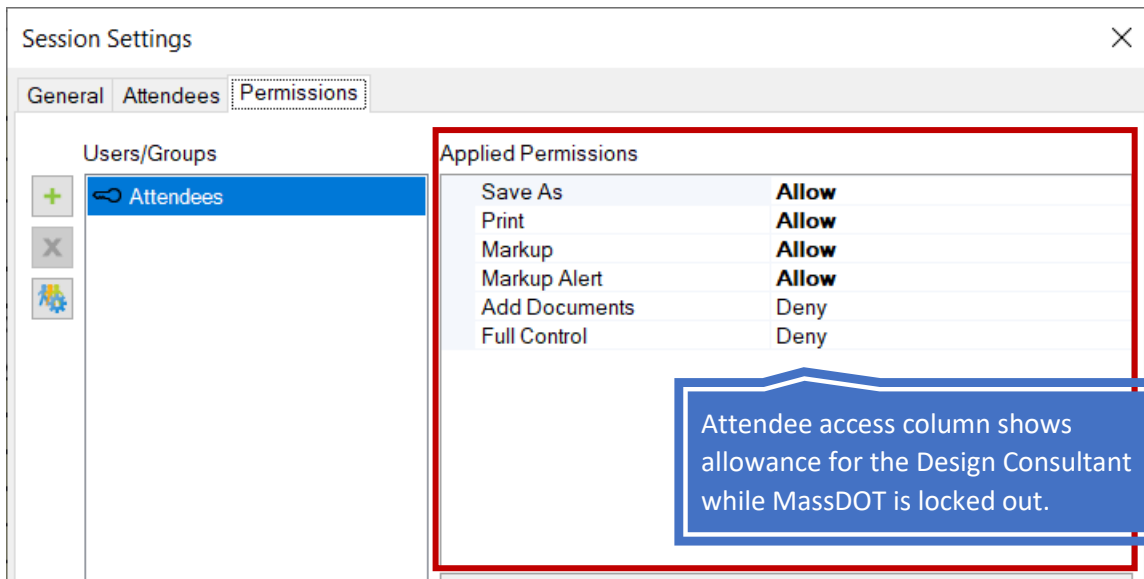 Session Settings
General Attendees Permissions
Users/Groups
Attendees
Applied Permissions
Save As Allow
Print Allow
Markup Allow
Markup Alert Allow
Add Documents Deny
Full Control Deny
Attendee access column shows
allowance for the Design Consultant
while MassDOT is locked out.